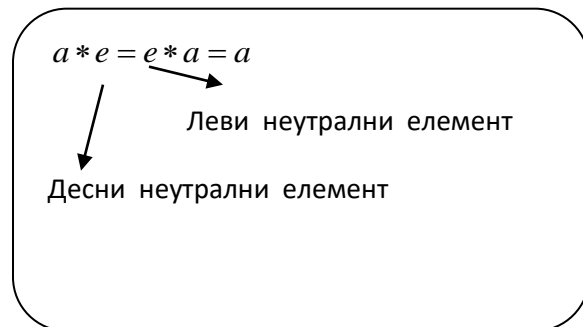 a * e = e * a = a
Леви неутрални елемент
Десни неутрални елемент